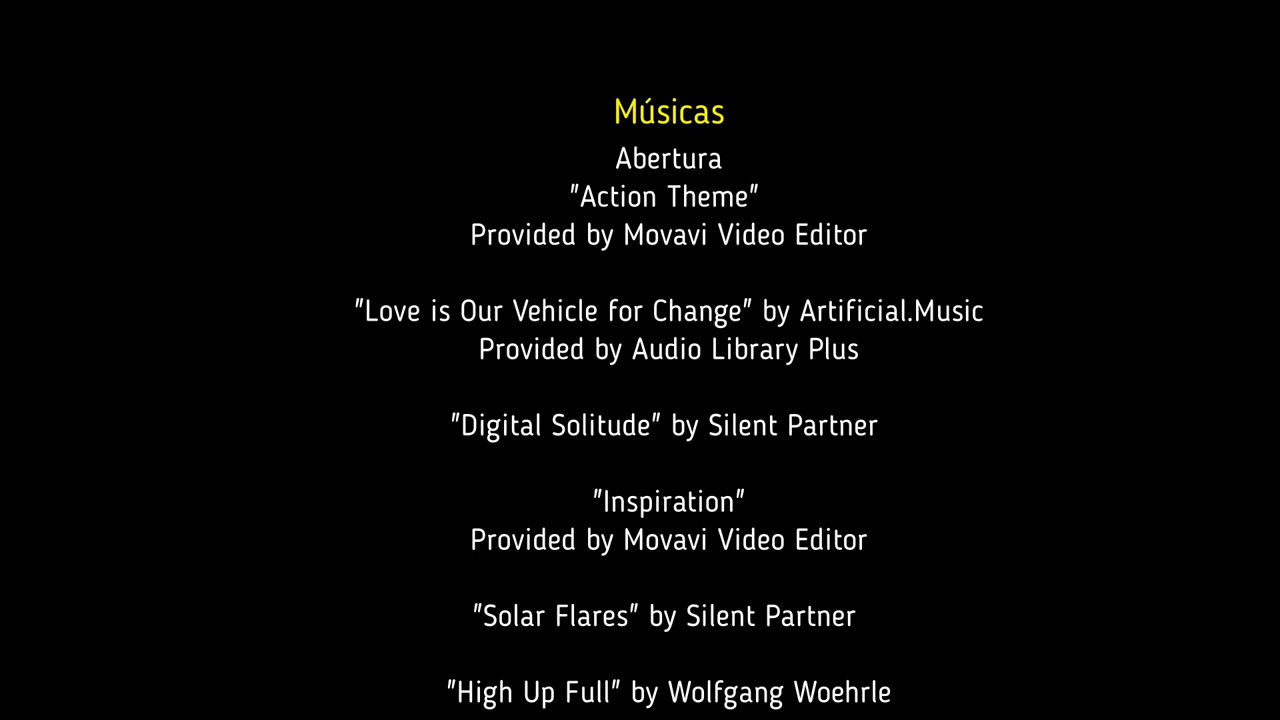 Músicas
Abertura
"Action Theme"
Provided by Movavi Video Editor
"Love is Our Vehicle for Change" by Artificial.Music
Provided by Audio Library Plus
"Digital Solitude" by Silent Partner
"Inspiration"
Provided by Movavi Video Editor
"Solar Flares" by Silent Partner
"High Up Full" by Wolfgang Woehrle